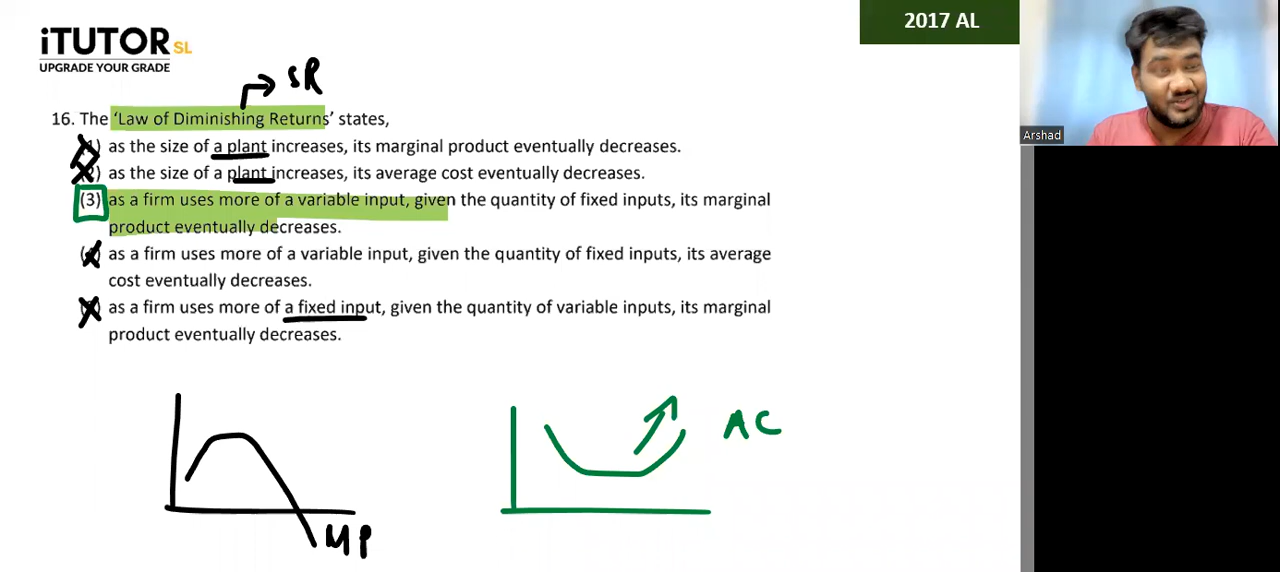 2017 AL
iTUTOR SL
UPGRADE YOUR GRADE
SR
16. The ‘Law of Diminishing Returns’ states,
as the size of a plant increases, its marginal product eventually decreases.
as the size of a plant increases, its average cost eventually decreases.
(3) as a firm uses more of a variable input, given the quantity of fixed inputs, its marginal
product eventually decreases.
as a firm uses more of a variable input, given the quantity of fixed inputs, its average
cost eventually decreases.
as a firm uses more of a fixed input, given the quantity of variable inputs, its marginal
product eventually decreases.
Arshad
AC
MP